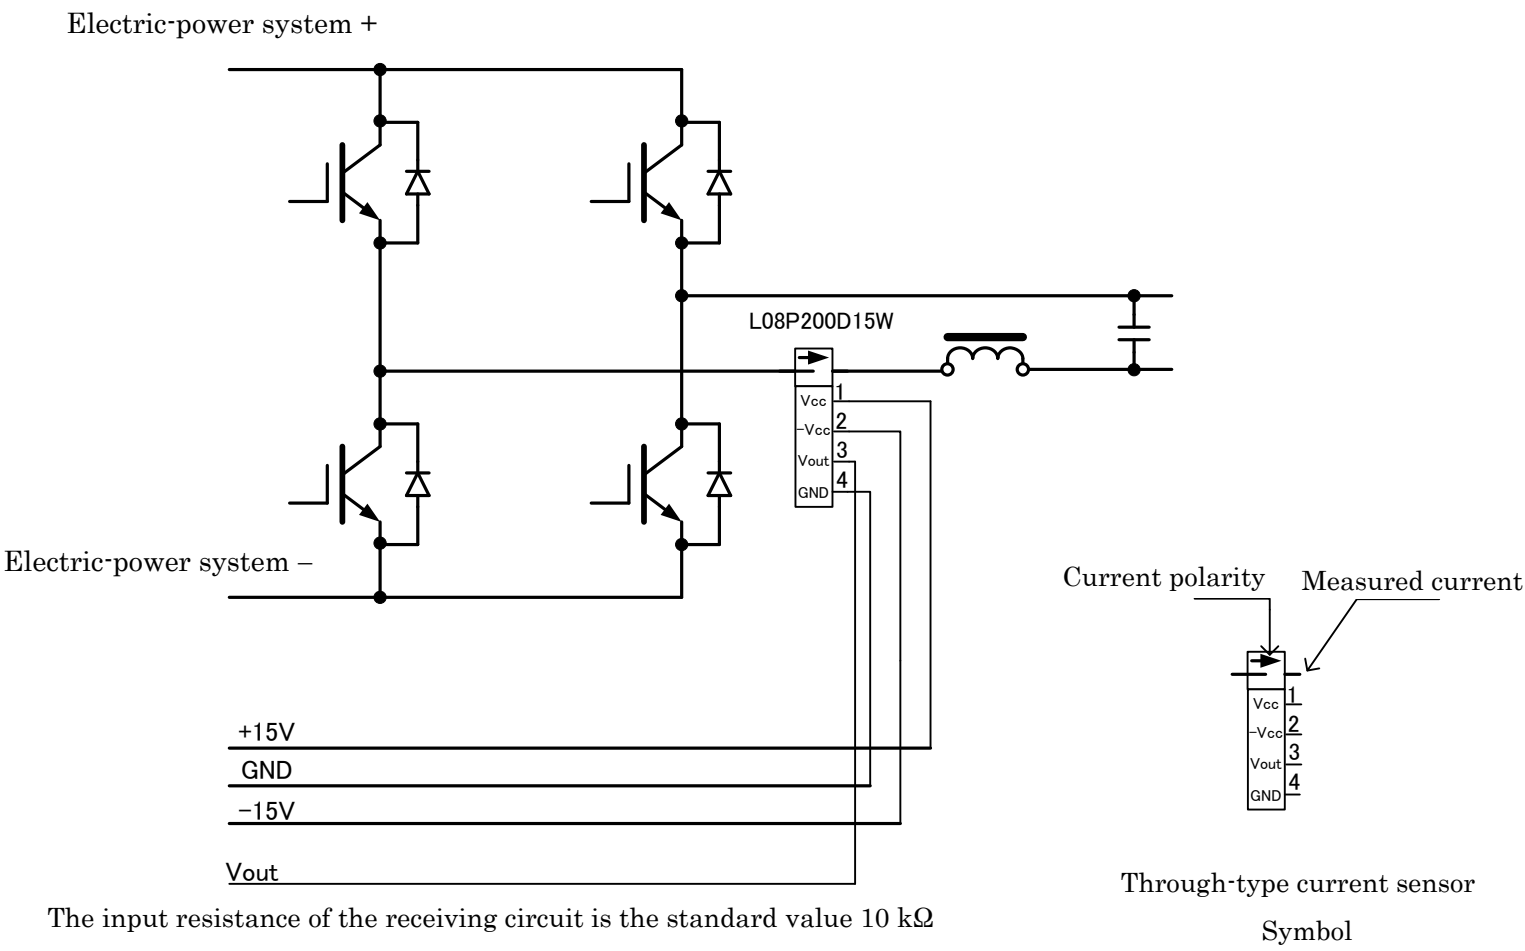 Electric-power system +
L08P200D15W
Vcc 1
-Vcc 2
Vout 3
GND 4
Electric-power system –
Current polarity
Measured current
Vcc 1
-Vcc 2
Vout 3
GND 4
+15V
GND
-15V
Vout
The input resistance of the receiving circuit is the standard value 10 kΩ
Through-type current sensor
Symbol